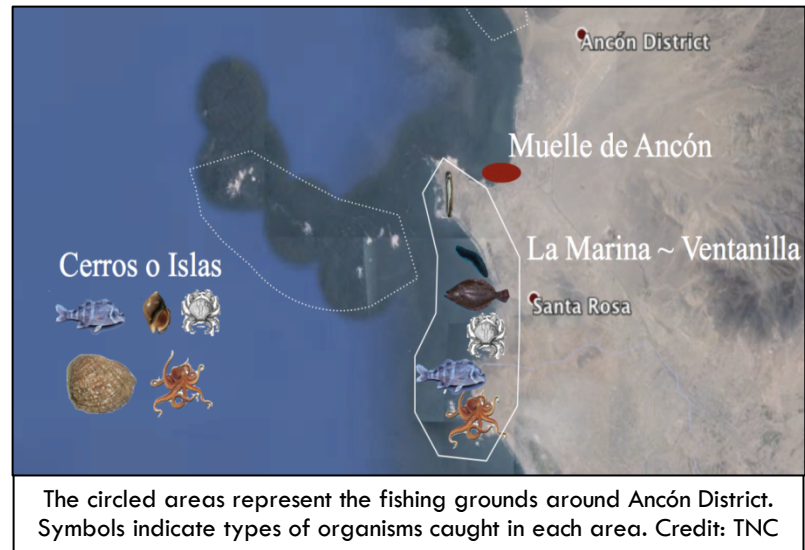 Ancón District
Muelle de Ancón
Cerros o Islas
La Marina ~ Ventanilla
Santa Rosa
The circled areas represent the fishing grounds around Ancón District.
Symbols indicate types of organisms caught in each area. Credit: TNC